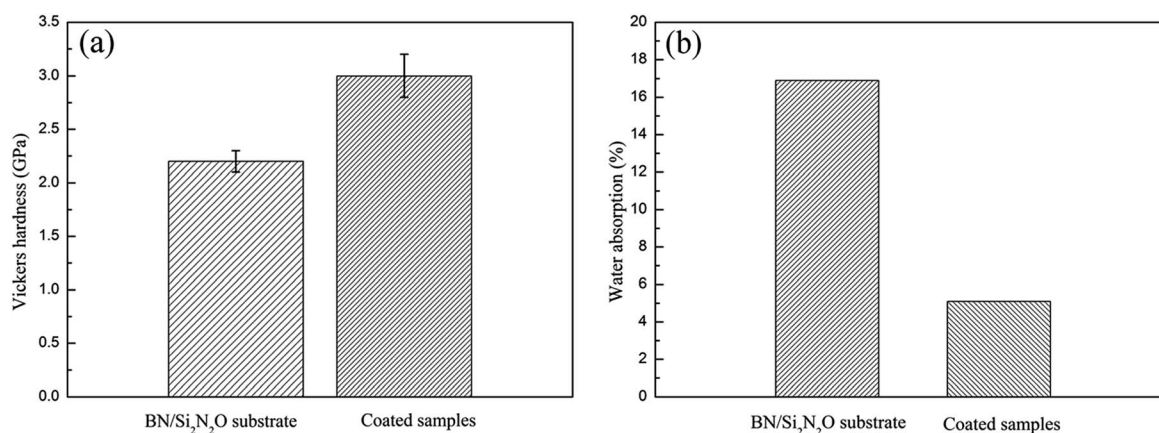 (a)
Vickers hardness (GPa)
3.5
3.0
2.5
2.0
1.5
1.0
0.5
0.0
BN/Si₂N₂O substrate
Coated samples
(b)
Water absorption (%)
20
18
16
14
12
10
8
6
4
2
0
BN/Si₂N₂O substrate
Coated samples